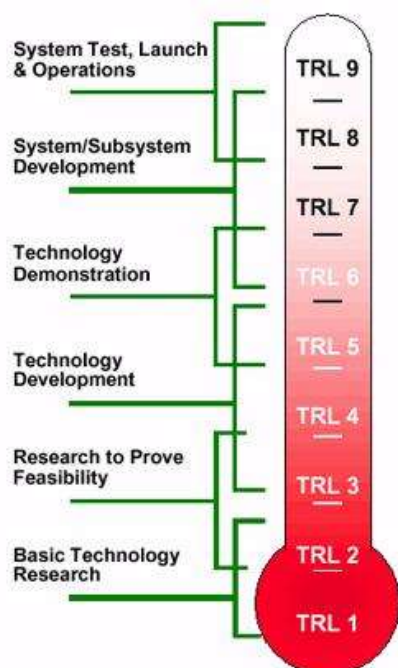 System Test, Launch
& Operations
System/Subsystem
Development
Technology
Demonstration
Technology
Development
Research to Prove
Feasibility
Basic Technology
Research
TRL 9
TRL 8
TRL 7
TRL 6
TRL 5
TRL 4
TRL 3
TRL 2
TRL 1